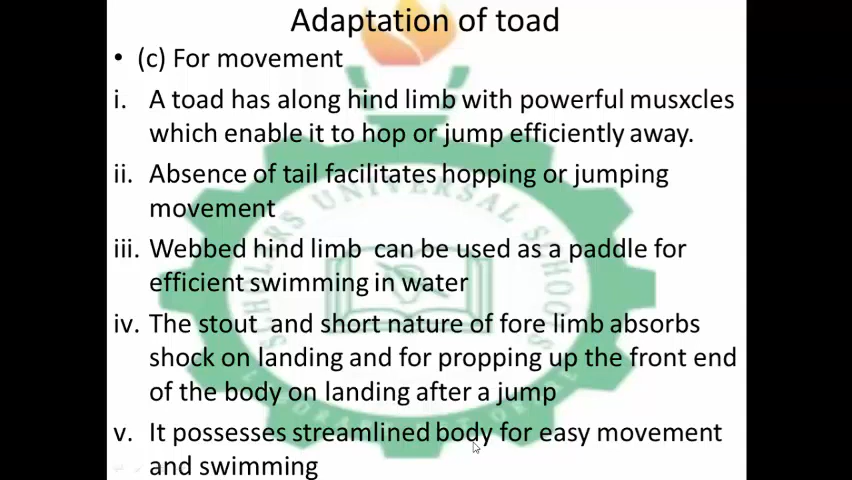 Adaptation of toad
• (c) For movement
i. A toad has along hind limb with powerful musxcles
which enable it to hop or jump efficiently away.
ii. Absence of tail facilitates hopping or jumping
movement
iii. Webbed hind limb can be used as a paddle for
efficient swimming in water
iv. The stout and short nature of fore limb absorbs
shock on landing and for propping up the front end
of the body on landing after a jump
v. It possesses streamlined body for easy movement
and swimming
SCHOLARS UNIVERSAL SCHOOLS